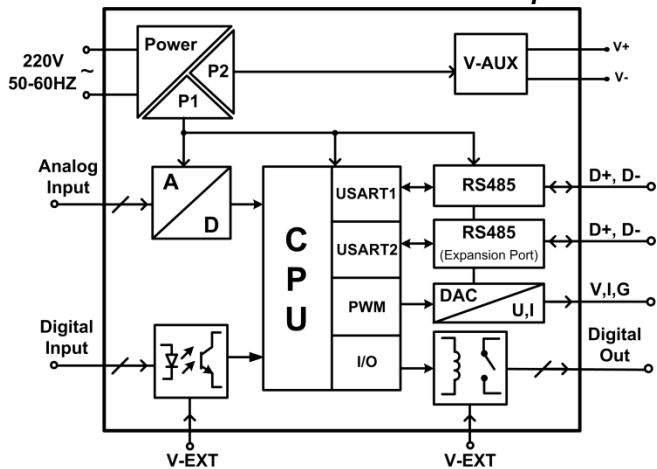 Power
P2
P1
220V
50-60HZ
~
V-AUX
V+
V-
Analog
Input
A
D
CPU
USART1
RS485
D+, D-
USART2
RS485
(Expansion Port)
D+, D-
PWM
DAC
U,I
V,I,G
Digital
Input
I/O
Digital
Out
V-EXT
V-EXT